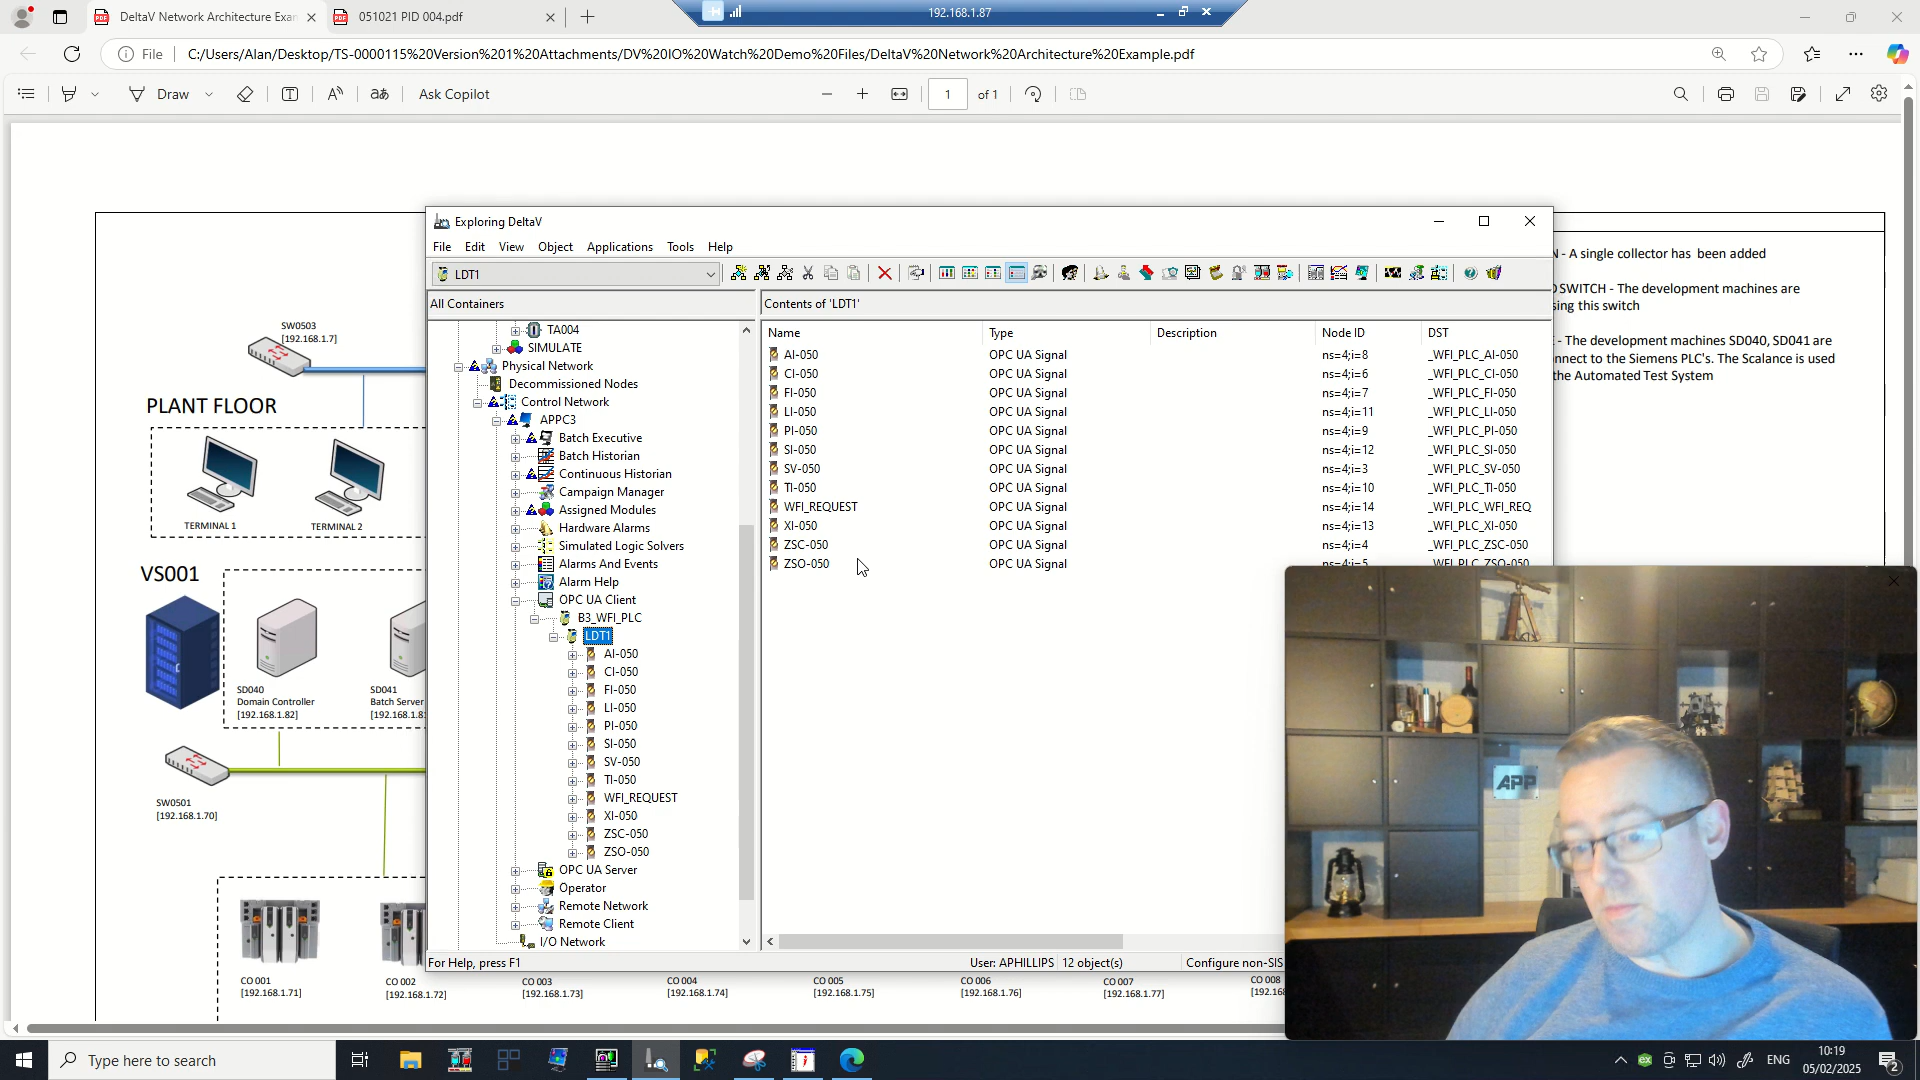 DeltaV Network Architecture Exar
051021 PID 004.pdf
192.168.1.87
File
C:/Users/Alan/Desktop/TS-0000115%20Version%201%20Attachments/DV%20IO%20Watch%20Demo%20Files/DeltaV%20Network%20Architecture%20Example.pdf
Draw
aあ
Ask Copilot
1
of 1
SW0503
[192.168.1.7]
PLANT FLOOR
TERMINAL 1
TERMINAL 2
VS001
SD040
Domain Controller
[192.168.1.82]
SD041
Batch Server
[192.168.1.8
SW0501
[192.168.1.70]
CO 001
[192.168.1.71]
CO 002
[192.168.1.72]
CO 003
[192.168.1.73]
CO 004
[192.168.1.74]
CO 005
[192.168.1.75]
CO 006
[192.168.1.76]
CO 007
[192.168.1.77]
CO 008
[192.168
N - A single collector has been added
SWITCH - The development machines are
sing this switch
- The development machines SD040, SD041 are
nnect to the Siemens PLC's. The Scalance is used
the Automated Test System
Exploring DeltaV
File Edit View Object Applications Tools Help
LDT1
All Containers
Contents of 'LDT1'
TA004
SIMULATE
Physical Network
Decommissioned Nodes
Control Network
APPC3
Batch Executive
Batch Historian
Continuous Historian
Campaign Manager
Assigned Modules
Hardware Alarms
Simulated Logic Solvers
Alarms And Events
Alarm Help
OPC UA Client
B3_WFI_PLC
LDT1
AI-050
CI-050
FI-050
LI-050
PI-050
SI-050
SV-050
TI-050
WFI_REQUEST
XI-050
ZSC-050
ZSO-050
OPC UA Server
Operator
Remote Network
Remote Client
I/O Network
Name Type Description Node ID DST
AI-050 OPC UA Signal ns=4;i=8 _WFI_PLC_AI-050
CI-050 OPC UA Signal ns=4;i=6 _WFI_PLC_CI-050
FI-050 OPC UA Signal ns=4;i=7 _WFI_PLC_FI-050
LI-050 OPC UA Signal ns=4;i=11 _WFI_PLC_LI-050
PI-050 OPC UA Signal ns=4;i=9 _WFI_PLC_PI-050
SI-050 OPC UA Signal ns=4;i=12 _WFI_PLC_SI-050
SV-050 OPC UA Signal ns=4;i=3 _WFI_PLC_SV-050
TI-050 OPC UA Signal ns=4;i=10 _WFI_PLC_TI-050
WFI_REQUEST OPC UA Signal ns=4;i=14 _WFI_PLC_WFI_REQ
XI-050 OPC UA Signal ns=4;i=13 _WFI_PLC_XI-050
ZSC-050 OPC UA Signal ns=4;i=4 _WFI_PLC_ZSC-050
ZSO-050 OPC UA Signal ns=4;i=5 _WFI_PLC_ZSO-050
For Help, press F1
User: APHILLIPS
12 object(s)
Configure non-SIS
APP
Type here to search
ENG
10:19
05/02/2025
2